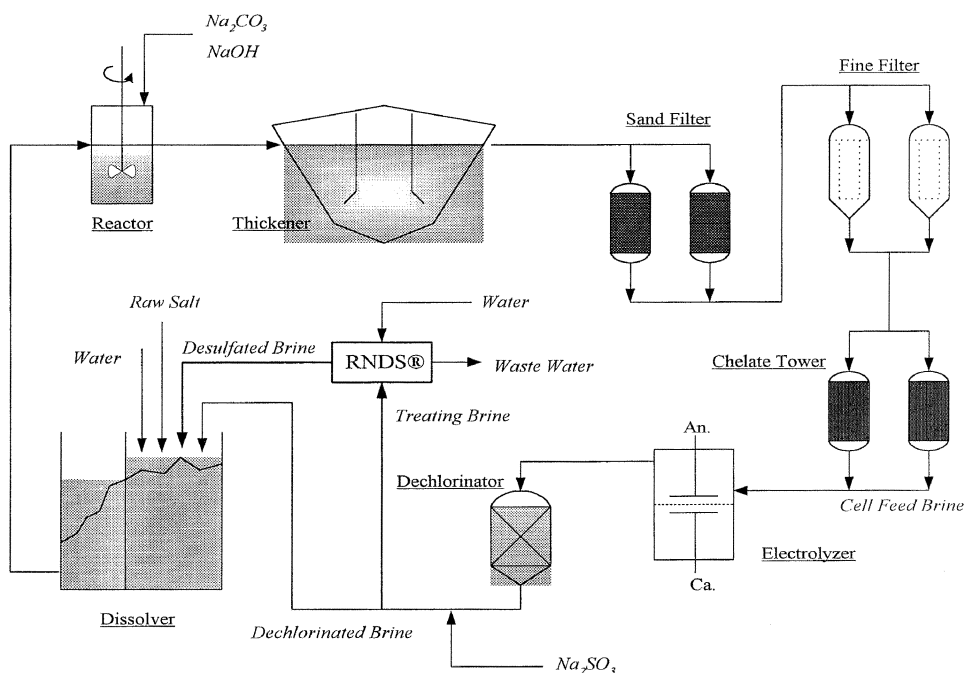 Na₂CO₃
NaOH
Fine Filter
Sand Filter
Reactor
Thickener
Raw Salt
Water
Water
Desulfated Brine
RNDS®
Waste Water
Chelate Tower
Treating Brine
An.
Dechlorinator
Cell Feed Brine
Electrolyzer
Ca.
Dissolver
Dechlorinated Brine
Na₂SO₃